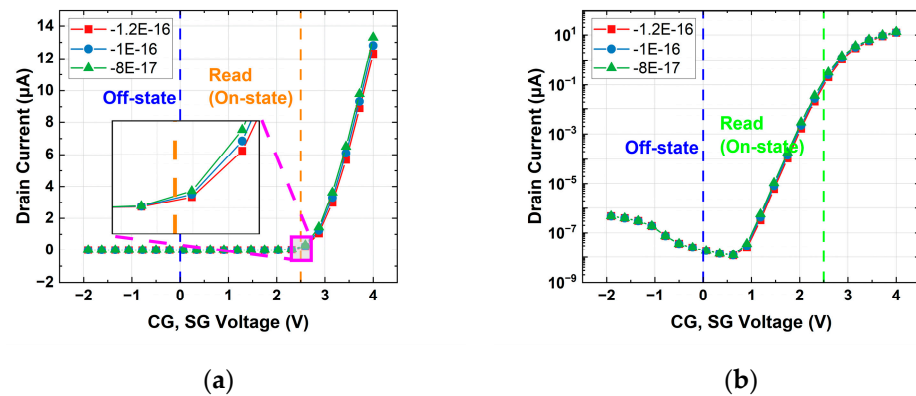 14
12
10
8
6
4
2
0
−2
Drain Current (μA)
-1.2E-16
-1E-16
-8E-17
Off-state
Read
(On-state)
−2 −1 0 1 2 3 4
CG, SG Voltage (V)
(a)
10¹
10⁻¹
10⁻³
10⁻⁵
10⁻⁷
10⁻⁹
Drain Current (μA)
-1.2E-16
-1E-16
-8E-17
Off-state
Read
(On-state)
−2 −1 0 1 2 3 4
CG, SG Voltage (V)
(b)